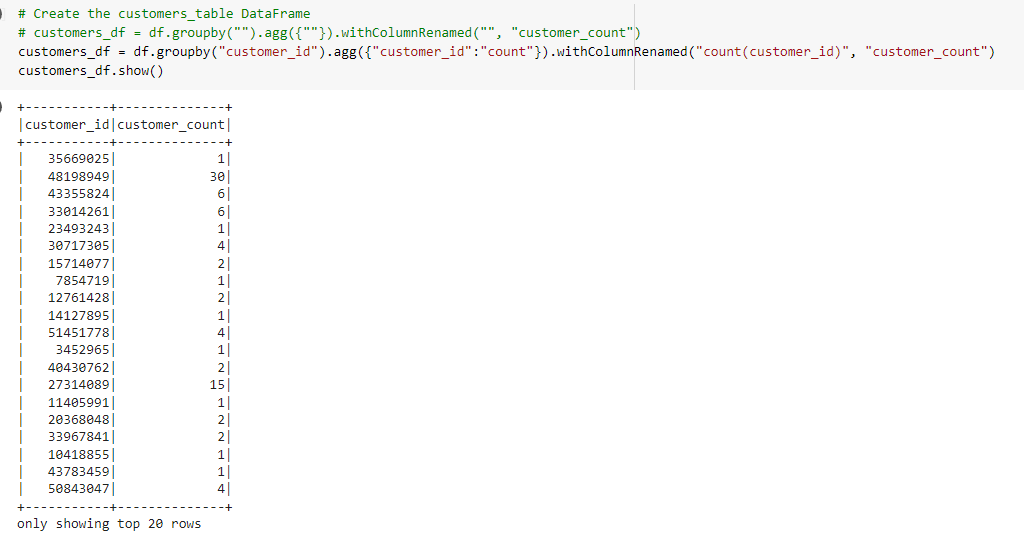 # Create the customers_table DataFrame
# customers_df = df.groupby("").agg({""}).withColumnRenamed("", "customer_count")
customers_df = df.groupby("customer_id").agg({"customer_id":"count"}).withColumnRenamed("count(customer_id)", "customer_count")
customers_df.show()
+-----------+--------------+
|customer_id|customer_count|
+-----------+--------------+
|   35669025|             1|
|   48198949|            30|
|   43355824|             6|
|   33014261|             6|
|   23493243|             1|
|   30717305|             4|
|   15714077|             2|
|    7854719|             1|
|   12761428|             2|
|   14127895|             1|
|   51451778|             4|
|    3452965|             1|
|   40430762|             2|
|   27314089|            15|
|   11405991|             1|
|   20368048|             2|
|   33967841|             2|
|   10418855|             1|
|   43783459|             1|
|   50843047|             4|
+-----------+--------------+
only showing top 20 rows